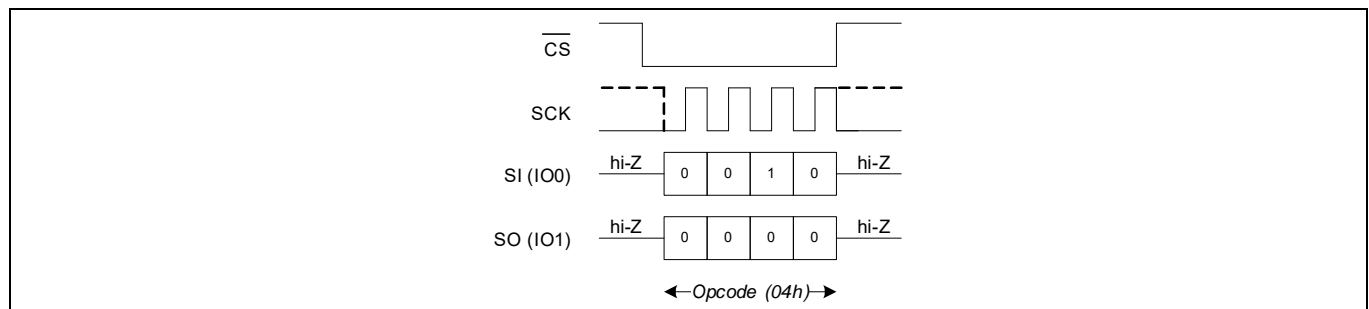 CS
SCK
SI (IO0) hi-Z 0 0 1 0 hi-Z
SO (IO1) hi-Z 0 0 0 0 hi-Z
Opcode (04h)